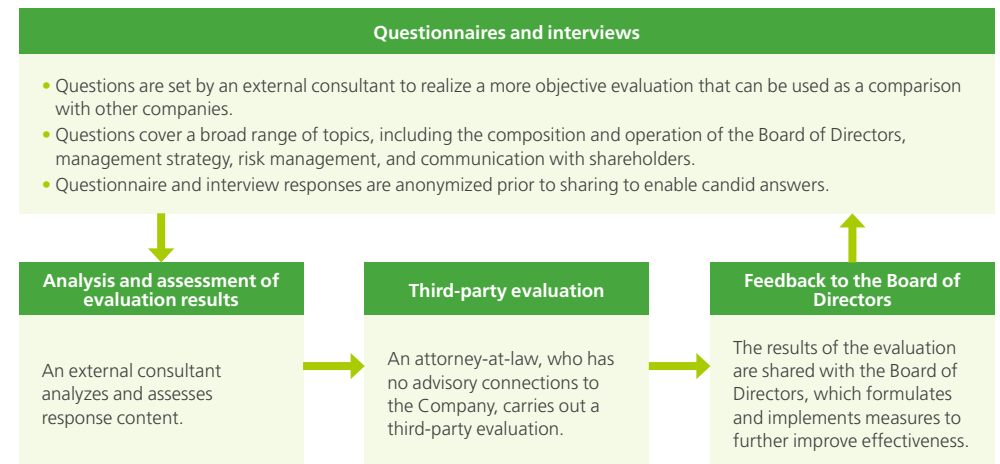 Questionnaires and interviews
• Questions are set by an external consultant to realize a more objective evaluation that can be used as a comparison
with other companies.
• Questions cover a broad range of topics, including the composition and operation of the Board of Directors,
management strategy, risk management, and communication with shareholders.
• Questionnaire and interview responses are anonymized prior to sharing to enable candid answers.
Analysis and assessment of
evaluation results
An external consultant
analyzes and assesses
response content.
Third-party evaluation
An attorney-at-law, who has
no advisory connections to
the Company, carries out a
third-party evaluation.
Feedback to the Board of
Directors
The results of the evaluation
are shared with the Board of
Directors, which formulates
and implements measures to
further improve effectiveness.